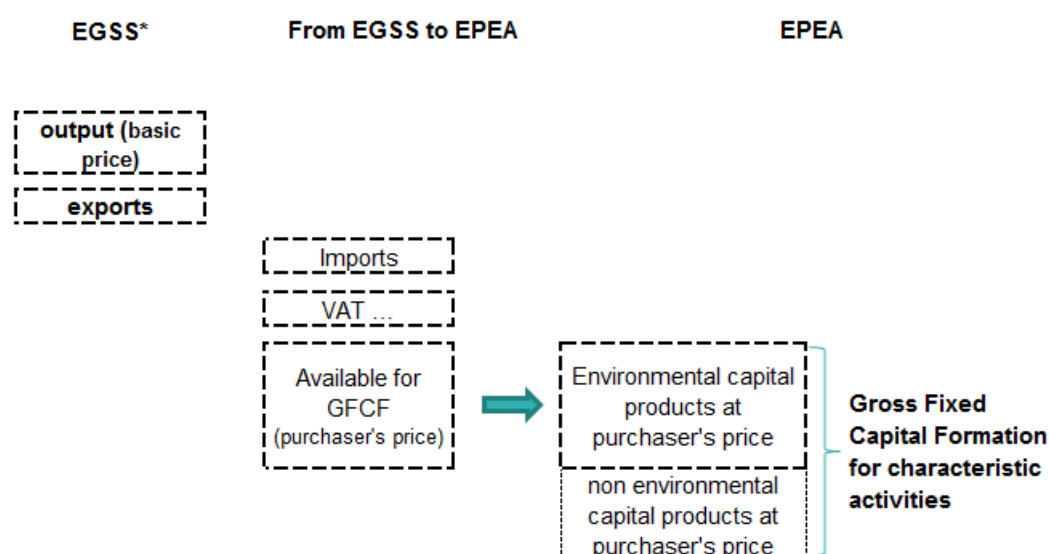 EGSS*
From EGSS to EPEA
EPEA
output (basic
price)
exports
Imports
VAT ...
Available for
GFCF
(purchaser's price)
Environmental capital
products at
purchaser's price
non environmental
capital products at
purchaser's price
Gross Fixed
Capital Formation
for characteristic
activities